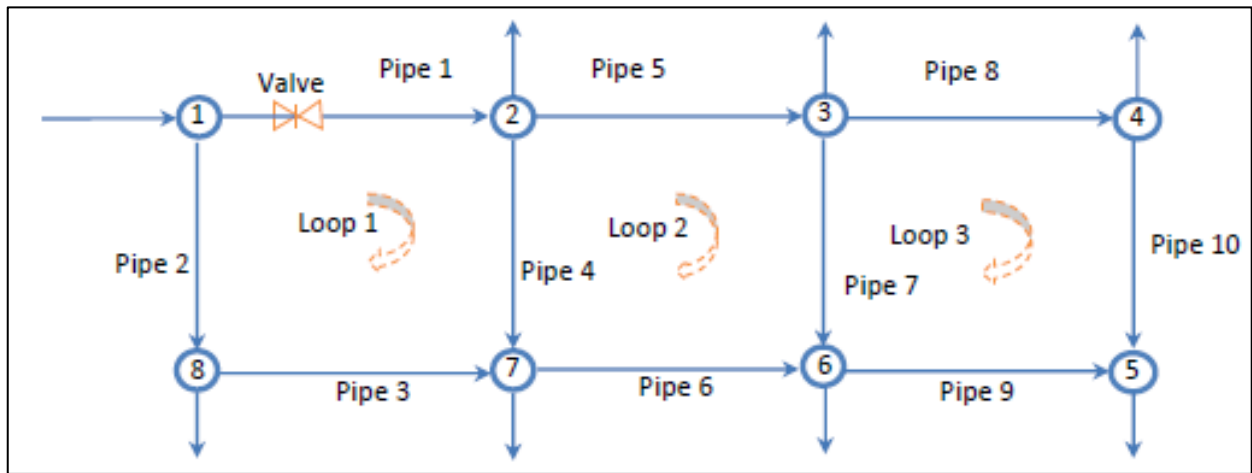 Valve
Pipe 1
Pipe 5
Pipe 8
1
2
3
4
Loop 1
Loop 2
Loop 3
Pipe 2
Pipe 4
Pipe 7
Pipe 10
8
7
6
5
Pipe 3
Pipe 6
Pipe 9